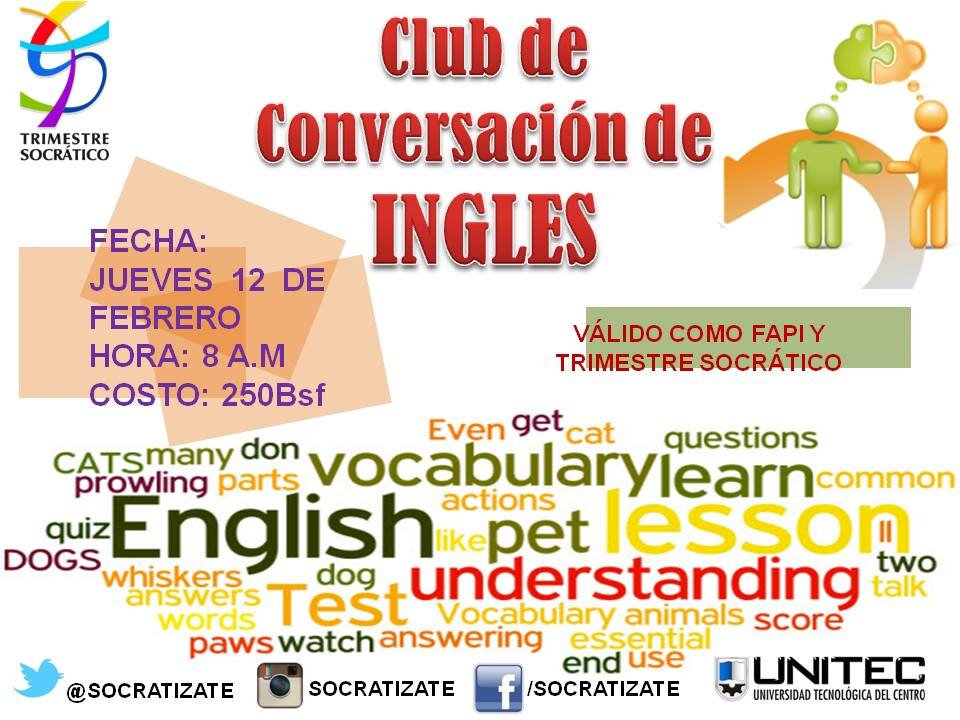 Club de
Conversación de
INGLES
TRIMESTRE
SOCRÁTICO
FECHA:
JUEVES 12 DE
FEBRERO
HORA: 8 A.M
COSTO: 250Bsf
VÁLIDO COMO FAPI Y
TRIMESTRE SOCRÁTICO
Even get cat questions
CATS many don vocabulary learn common
prowling parts actions
quiz English like pet lesson ll
DOGS whiskers dog understanding two
answers Test talk
words Vocabulary animals score
paws watch answering essential
end use
@SOCRATIZATE SOCRATIZATE /SOCRATIZATE
UNITEC
UNIVERSIDAD TECNOLÓGICA DEL CENTRO